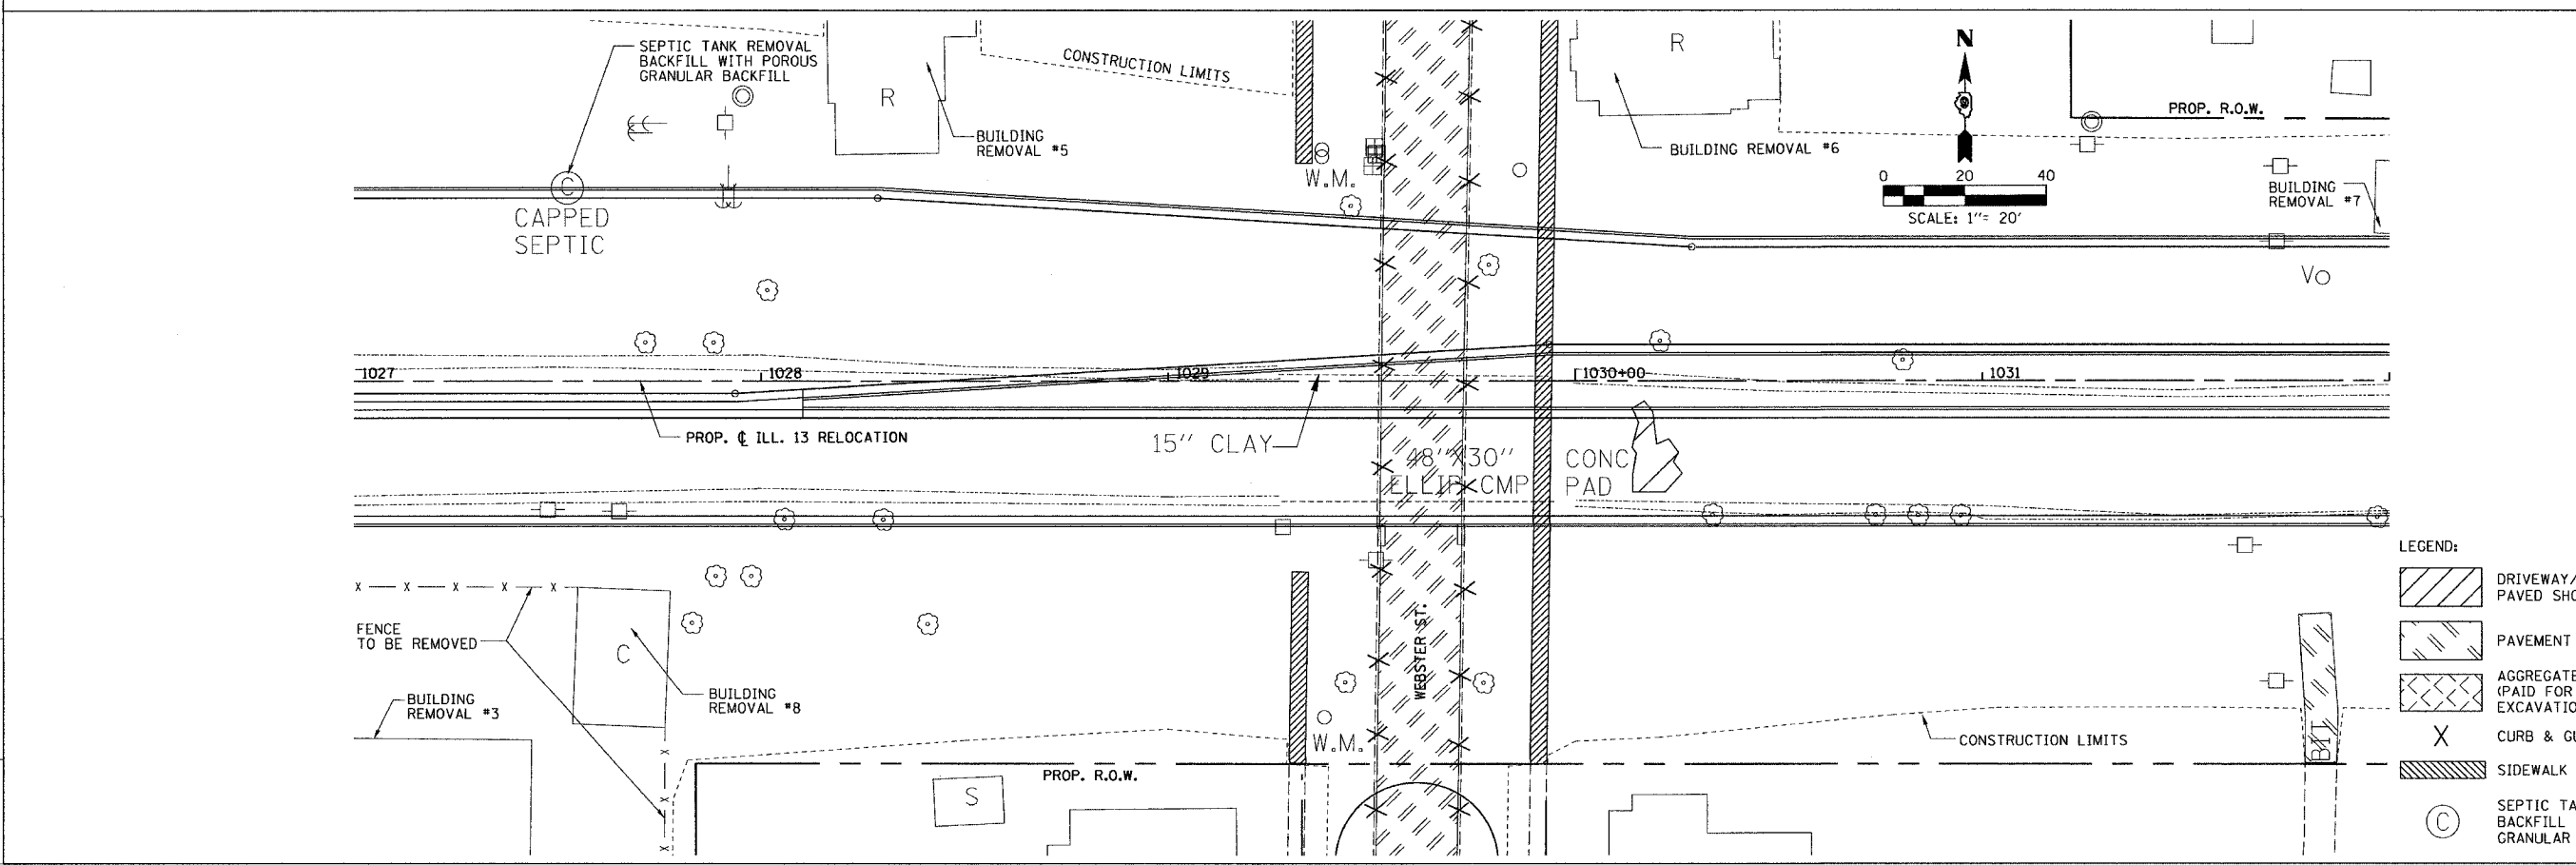 SEPTIC TANK REMOVAL
BACKFILL WITH POROUS
GRANULAR BACKFILL
R
CONSTRUCTION LIMITS
BUILDING
REMOVAL #5
R
BUILDING REMOVAL #6
N
PROP. R.O.W.
0 20 40
SCALE: 1"= 20'
BUILDING
REMOVAL #7
W.M.
C
CAPPED
SEPTIC
VO
1027
1028
1029
1030+00
1031
PROP. ℄ ILL. 13 RELOCATION
15" CLAY
48"X30"
ELLIP CMP
CONC
PAD
X X X X X
FENCE
TO BE REMOVED
C
BUILDING
REMOVAL #8
BUILDING
REMOVAL #3
WEBSTER ST.
W.M.
PROP. R.O.W.
S
CONSTRUCTION LIMITS
BIT
LEGEND:
DRIVEWAY/
PAVED SHO
PAVEMENT
AGGREGATE
(PAID FOR
EXCAVATIO
X CURB & GU
SIDEWALK
C SEPTIC TA
BACKFILL
GRANULAR